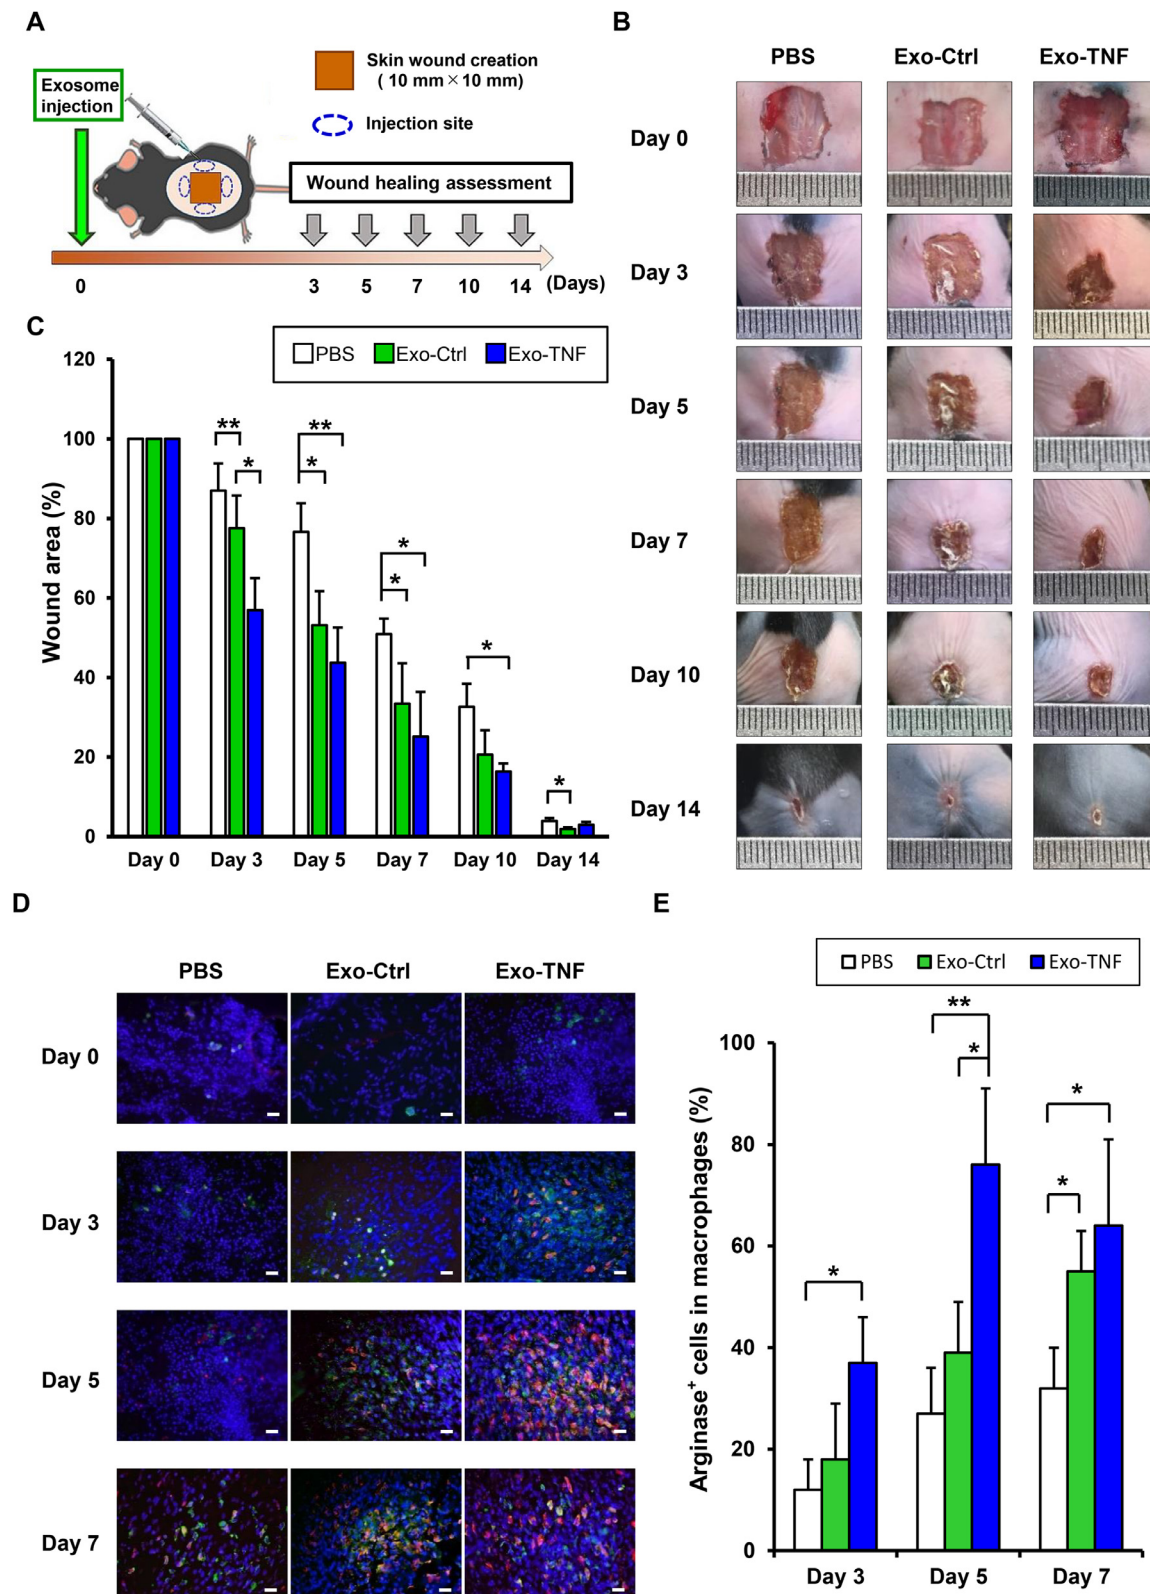 A
Exosome
injection
Skin wound creation
( 10 mm×10 mm)
Injection site
Wound healing assessment
0 3 5 7 10 14 (Days)
B
PBS Exo-Ctrl Exo-TNF
Day 0
Day 3
Day 5
Day 7
Day 10
Day 14
C
PBS Exo-Ctrl Exo-TNF
Wound area (%)
120
100
80
60
40
20
0
** * ** * * * * *
Day 0 Day 3 Day 5 Day 7 Day 10 Day 14
D
PBS Exo-Ctrl Exo-TNF
Day 0
Day 3
Day 5
Day 7
E
PBS Exo-Ctrl Exo-TNF
Arginase⁺ cells in macrophages (%)
100
80
60
40
20
0
* ** * * *
Day 3 Day 5 Day 7